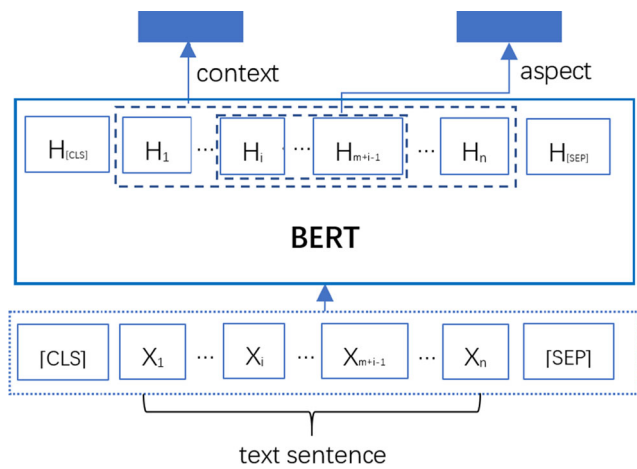 context
aspect
H[CLS] H1 ... Hi ... Hm+i-1 ... Hn H[SEP]
BERT
[CLS] X1 ... Xi ... Xm+i-1 ... Xn [SEP]
text sentence